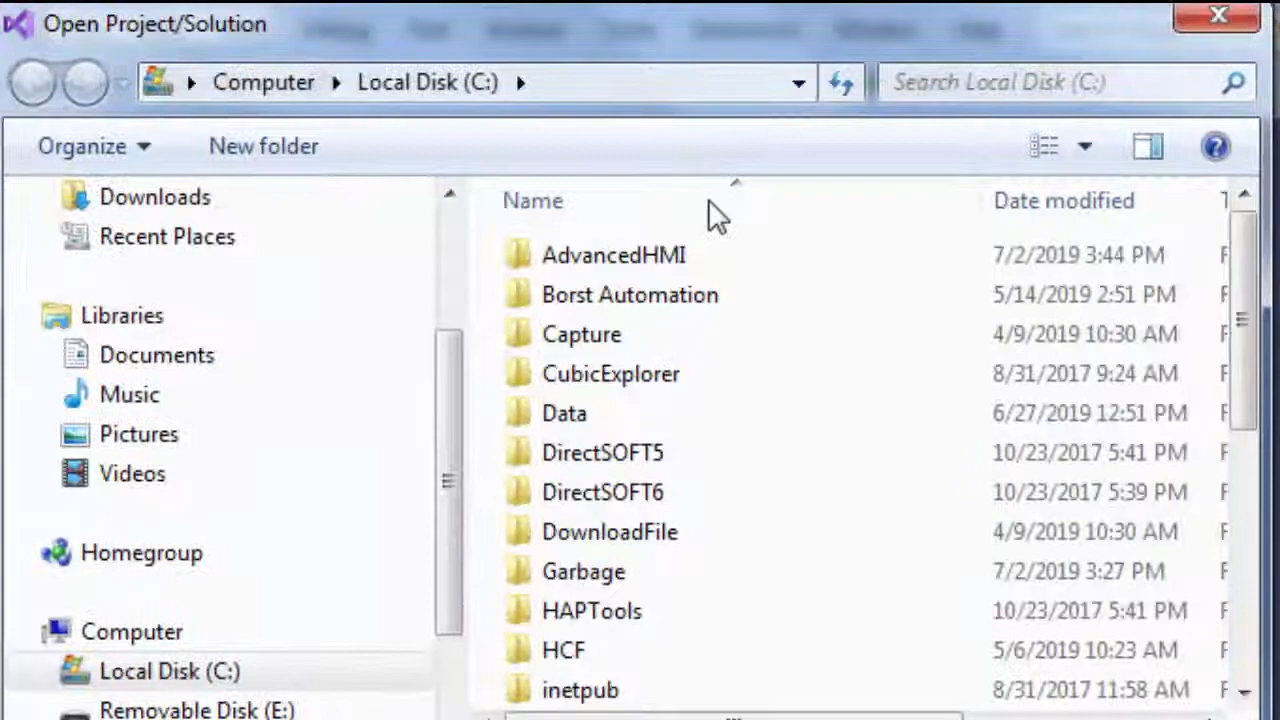 Open Project/Solution
Computer Local Disk (C:)
Search Local Disk (C:)
Organize New folder
Name Date modified
Downloads
Recent Places
Libraries
Documents
Music
Pictures
Videos
Homegroup
Computer
Local Disk (C:)
Removable Disk (E:)
AdvancedHMI 7/2/2019 3:44 PM
Borst Automation 5/14/2019 2:51 PM
Capture 4/9/2019 10:30 AM
CubicExplorer 8/31/2017 9:24 AM
Data 6/27/2019 12:51 PM
DirectSOFT5 10/23/2017 5:41 PM
DirectSOFT6 10/23/2017 5:39 PM
DownloadFile 4/9/2019 10:30 AM
Garbage 7/2/2019 3:27 PM
HAPTools 10/23/2017 5:41 PM
HCF 5/6/2019 10:23 AM
inetpub 8/31/2017 11:58 AM